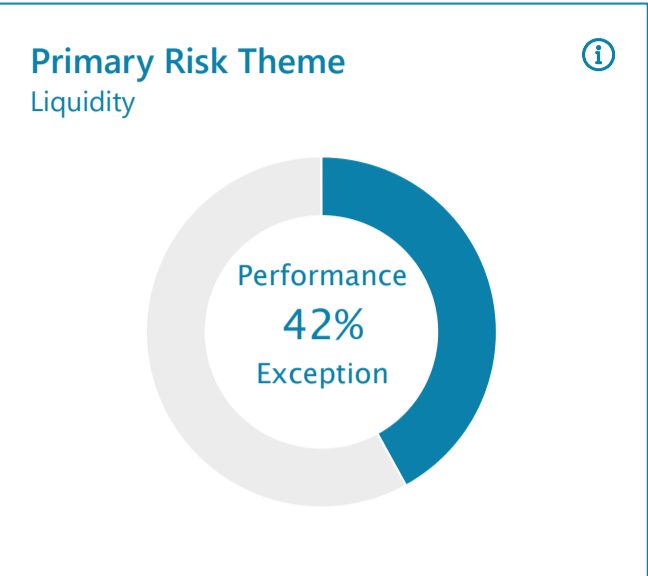 Primary Risk Theme
Liquidity
Performance
42%
Exception